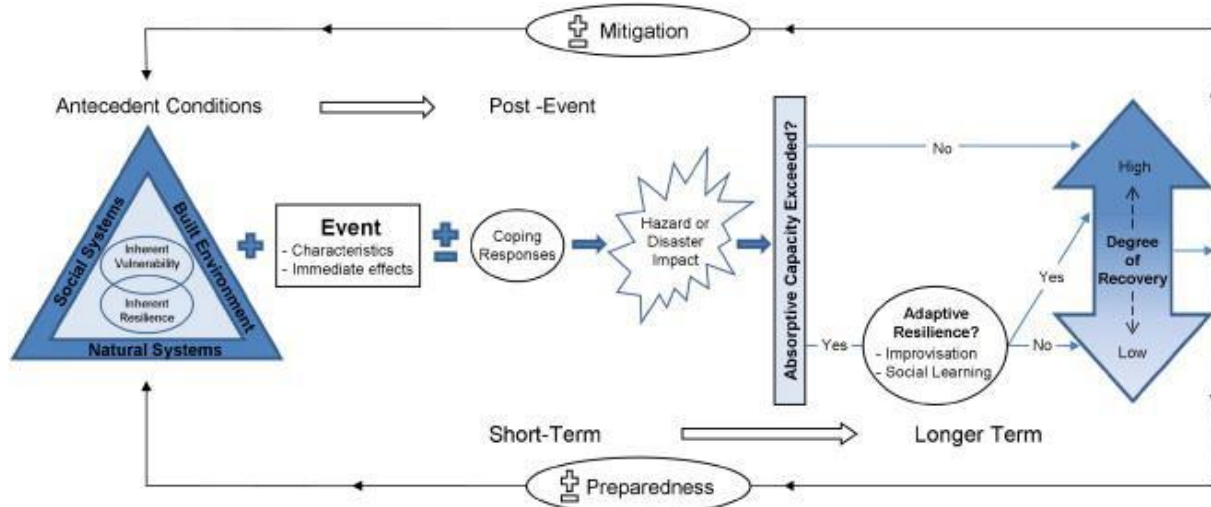 ± Mitigation
Antecedent Conditions
Post -Event
Social Systems
Built Environment
Natural Systems
Inherent
Vulnerability
Inherent
Resilience
+
Event
- Characteristics
- Immediate effects
±
Coping
Responses
Hazard or
Disaster
Impact
Absorptive Capacity Exceeded?
No
Yes
Adaptive
Resilience?
- Improvisation
- Social Learning
Yes
No
High
Degree
of
Recovery
Low
Short-Term
Longer Term
± Preparedness